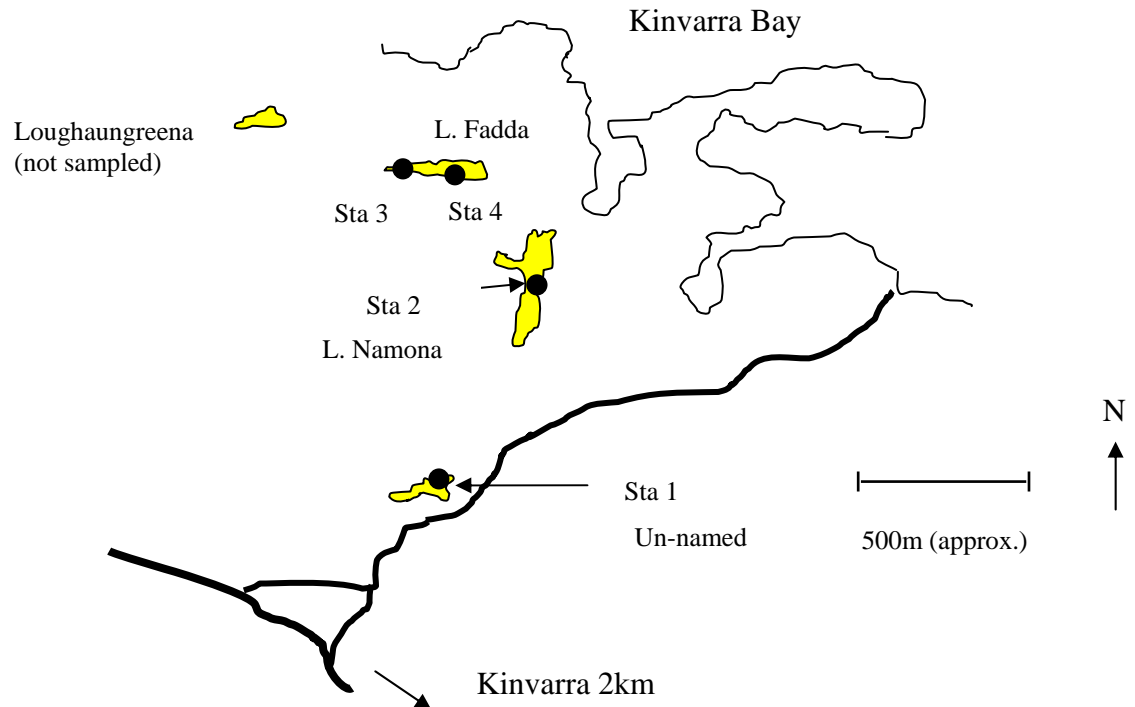 Kinvarra Bay
Loughaungreena
(not sampled)
L. Fadda
Sta 3
Sta 4
Sta 2
L. Namona
N
Sta 1
Un-named
500m (approx.)
Kinvarra 2km